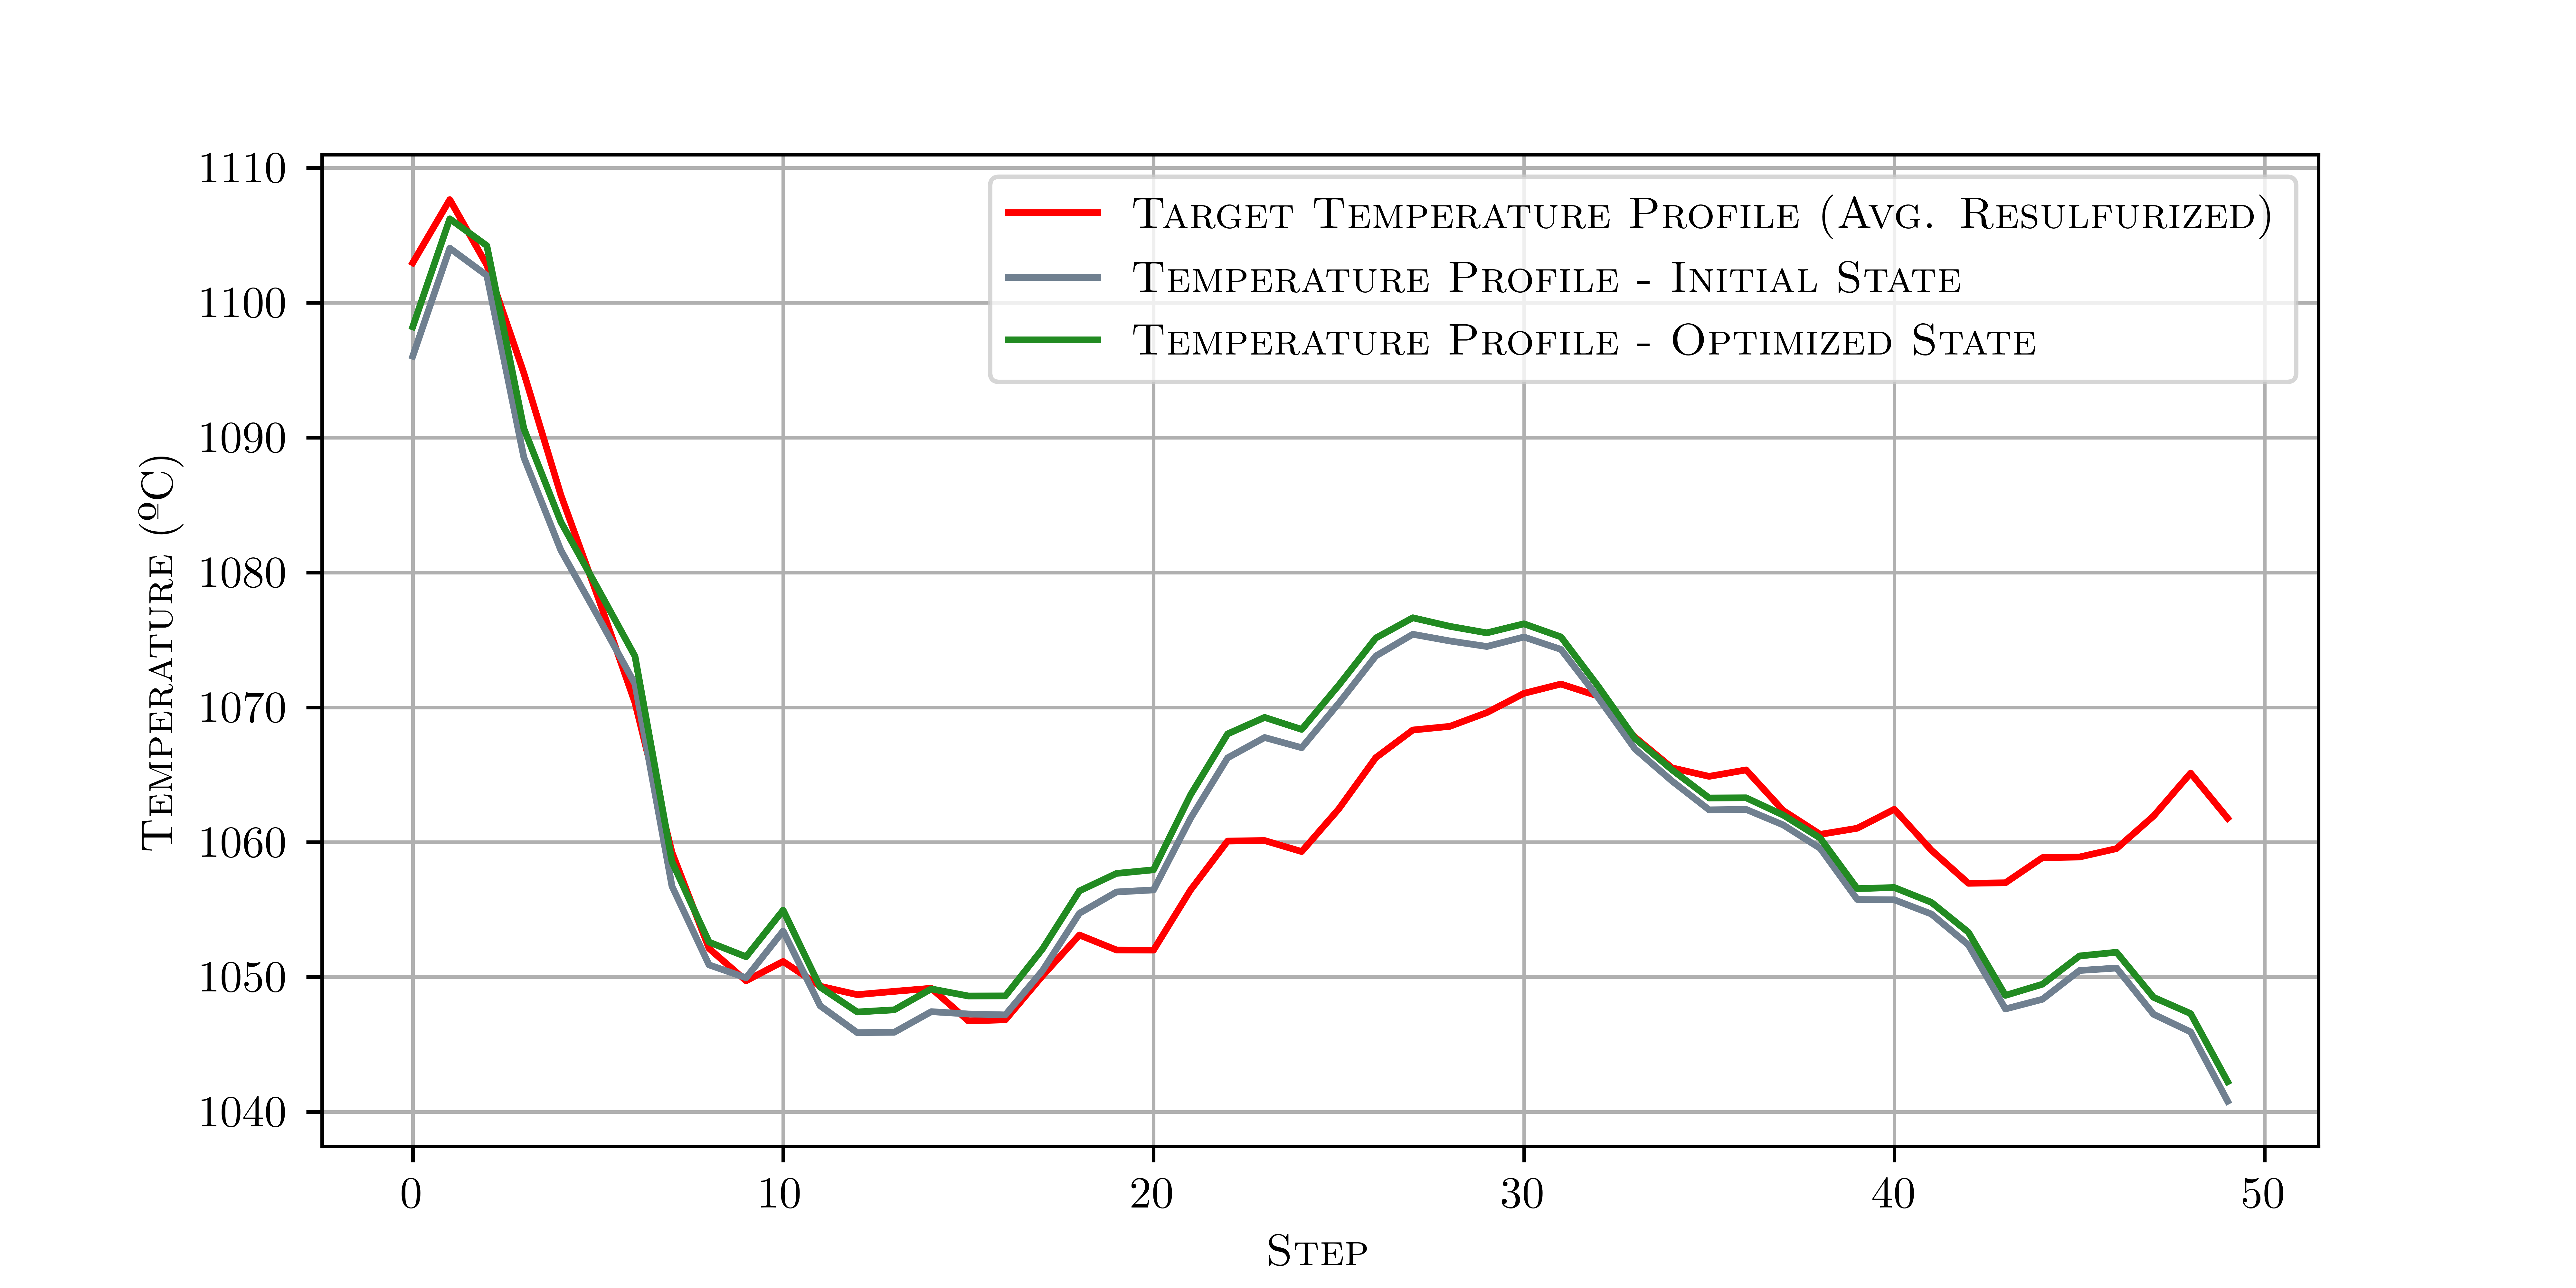 1110
1100
1090
1080
1070
1060
1050
1040
Temperature (ºC)
Target Temperature Profile (Avg. Resulfurized)
Temperature Profile - Initial State
Temperature Profile - Optimized State
0 10 20 30 40 50
Step